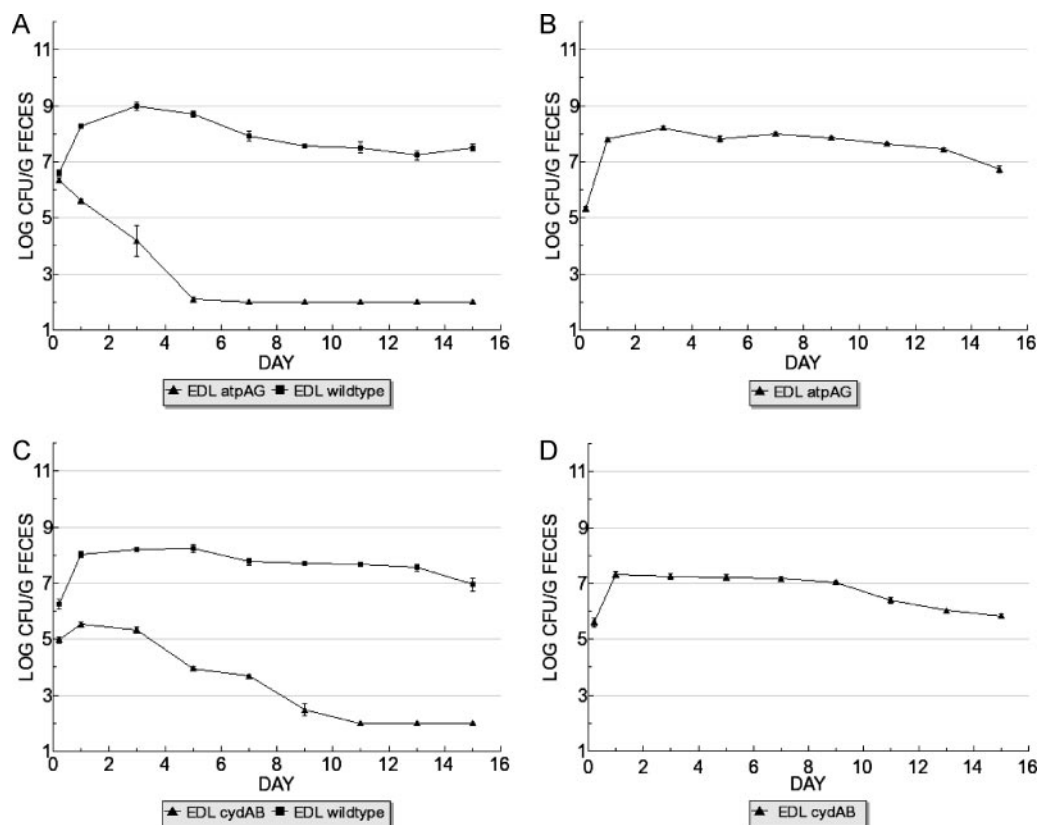 A
LOG CFU/G FECES
11
9
7
5
3
1
0 2 4 6 8 10 12 14 16
DAY
EDL atpAG EDL wildtype
B
LOG CFU/G FECES
11
9
7
5
3
1
0 2 4 6 8 10 12 14 16
DAY
EDL atpAG
C
LOG CFU/G FECES
11
9
7
5
3
1
0 2 4 6 8 10 12 14 16
DAY
EDL cydAB EDL wildtype
D
LOG CFU/G FECES
11
9
7
5
3
1
0 2 4 6 8 10 12 14 16
DAY
EDL cydAB